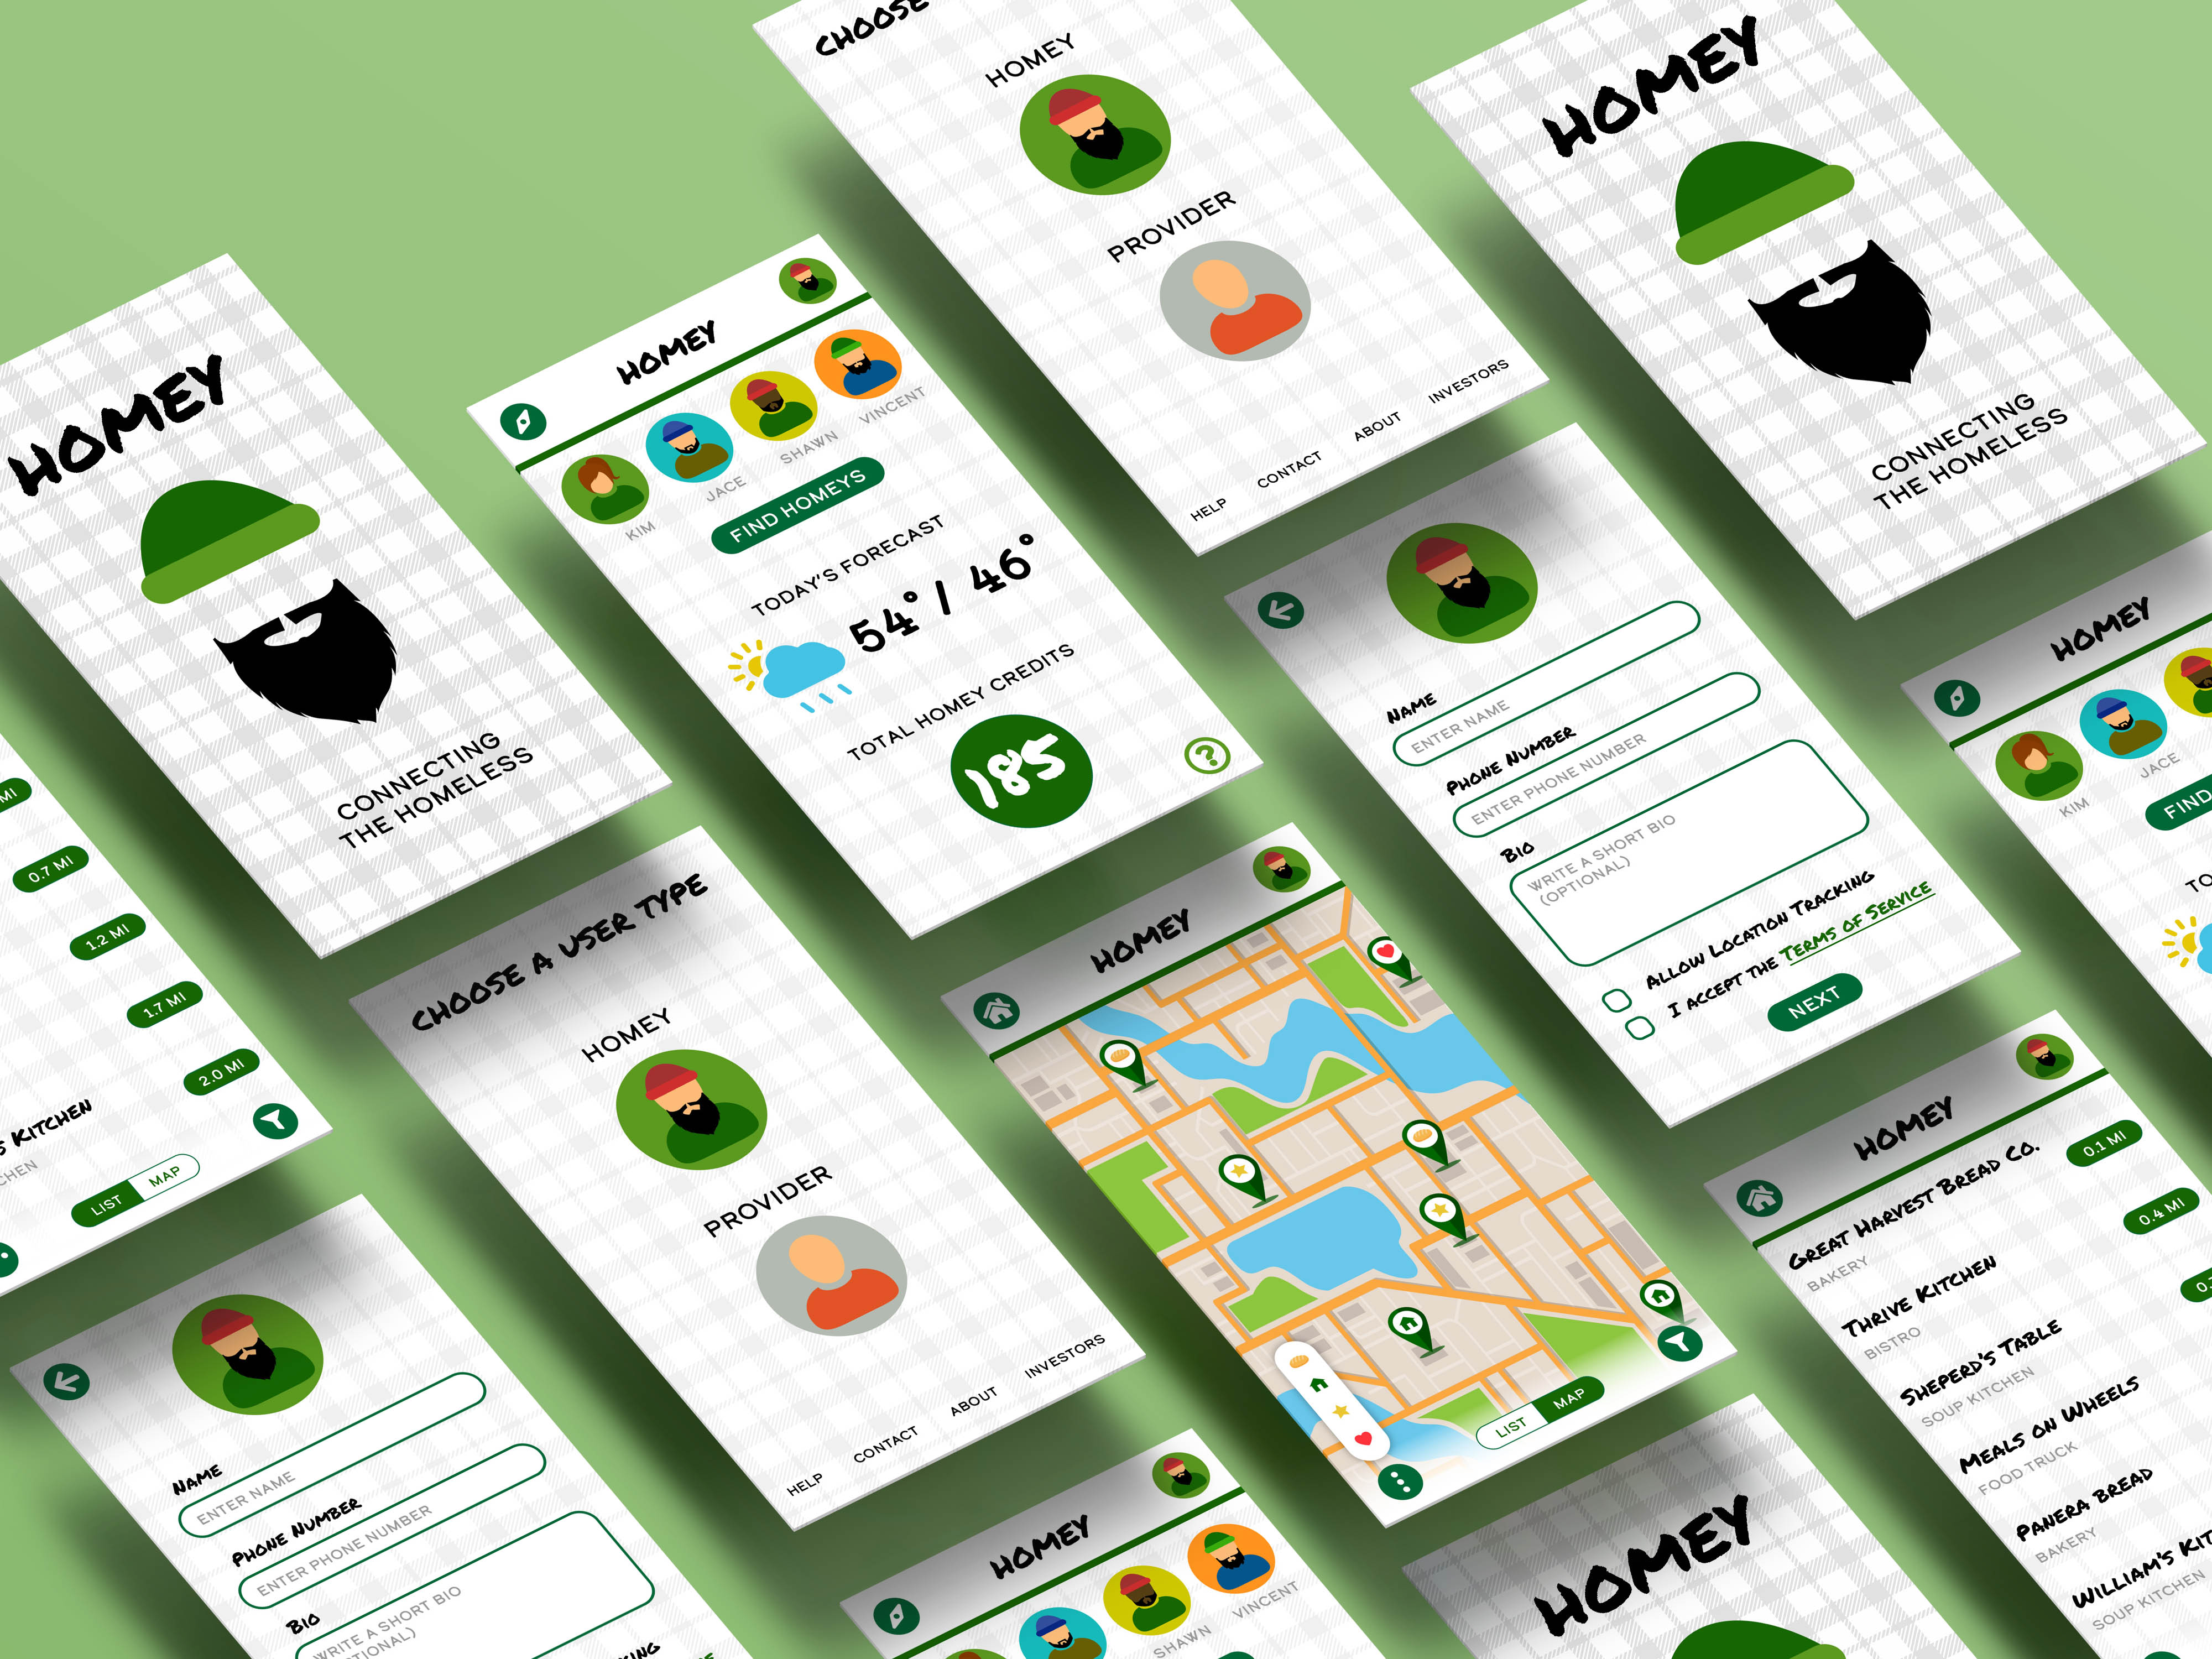 CHOOSE
HOMEY
PROVIDER
HELP
CONTACT
ABOUT
INVESTORS
HOMEY
CONNECTING
THE HOMELESS
HOMEY
CONNECTING
THE HOMELESS
HOMEY
KIM
JACE
SHAWN
VINCENT
FIND HOMEYS
TODAY'S FORECAST
54° / 46°
TOTAL HOMEY CREDITS
185
?
NAME
ENTER NAME
PHONE NUMBER
ENTER PHONE NUMBER
BIO
WRITE A SHORT BIO
(OPTIONAL)
ALLOW LOCATION TRACKING
I ACCEPT THE TERMS OF SERVICE
NEXT
HOMEY
KIM
JACE
FIND
TO
MI
0.7 MI
1.2 MI
1.7 MI
2.0 MI
S KITCHEN
CHEN
LIST
MAP
CHOOSE A USER TYPE
HOMEY
PROVIDER
HELP
CONTACT
ABOUT
INVESTORS
HOMEY
LIST
MAP
HOMEY
GREAT HARVEST BREAD CO.
0.1 MI
BAKERY
THRIVE KITCHEN
0.4 MI
BISTRO
SHEPERD'S TABLE
SOUP KITCHEN
MEALS ON WHEELS
FOOD TRUCK
PANERA BREAD
BAKERY
WILLIAM'S KIT
SOUP KITCHEN
NAME
ENTER NAME
PHONE NUMBER
ENTER PHONE NUMBER
BIO
WRITE A SHORT BIO
OPTIONAL)
KING
HOMEY
SHAWN
VINCENT
HOMEY